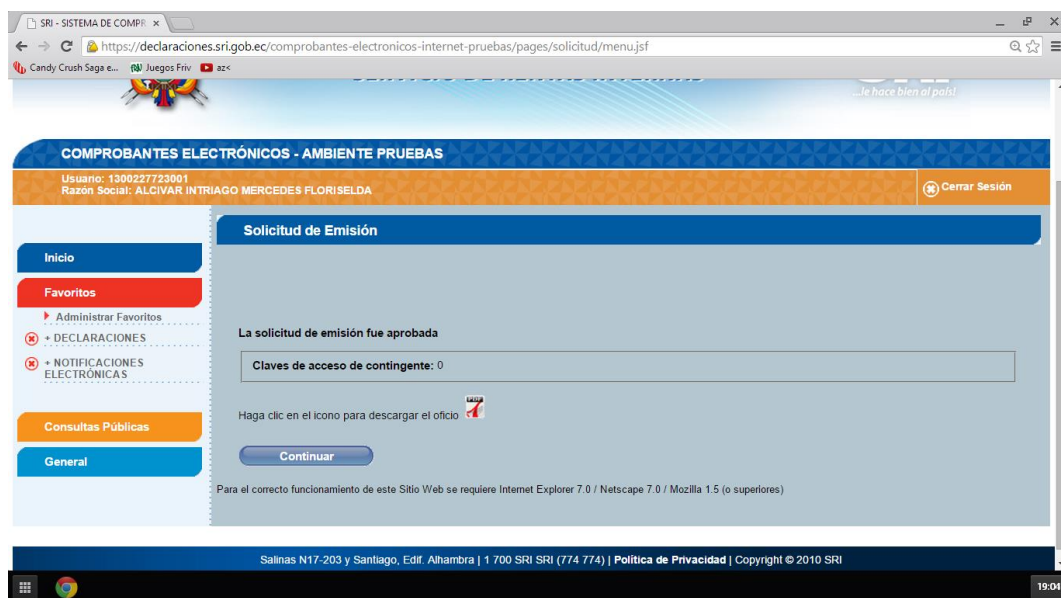 SRI - SISTEMA DE COMPR
https://declaraciones.sri.gob.ec/comprobantes-electronicos-internet-pruebas/pages/solicitud/menu.jsf
Candy Crush Saga e... Juegos Friv az<
...le hace bien al país!
COMPROBANTES ELECTRÓNICOS - AMBIENTE PRUEBAS
Usuario: 1300227723001
Razón Social: ALCIVAR INTRIAGO MERCEDES FLORISELDA
Cerrar Sesión
Solicitud de Emisión
Inicio
Favoritos
Administrar Favoritos
+ DECLARACIONES
+ NOTIFICACIONES
ELECTRÓNICAS
Consultas Públicas
General
La solicitud de emisión fue aprobada
Claves de acceso de contingente: 0
Haga clic en el icono para descargar el oficio
PDF
Continuar
Para el correcto funcionamiento de este Sitio Web se requiere Internet Explorer 7.0 / Netscape 7.0 / Mozilla 1.5 (o superiores)
Salinas N17-203 y Santiago, Edif. Alhambra | 1 700 SRI SRI (774 774) | Política de Privacidad | Copyright © 2010 SRI
19:04